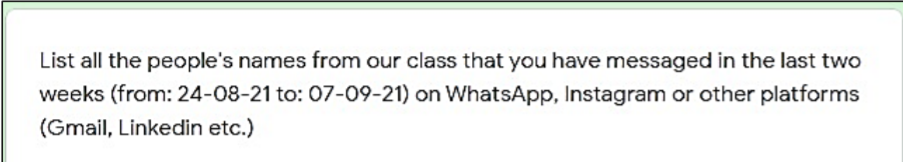 List all the people's names from our class that you have messaged in the last two
weeks (from: 24-08-21 to: 07-09-21) on WhatsApp, Instagram or other platforms
(Gmail, Linkedin etc.)